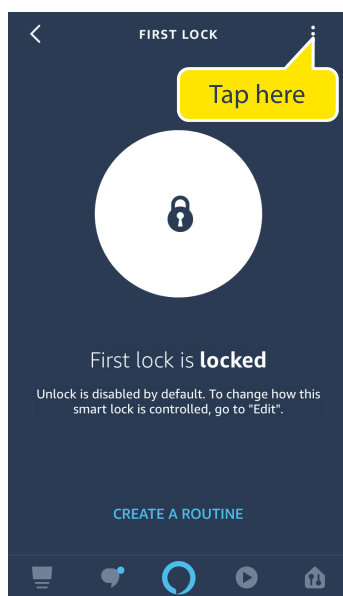 FIRST LOCK
Tap here
First lock is locked
Unlock is disabled by default. To change how this
smart lock is controlled, go to "Edit".
CREATE A ROUTINE